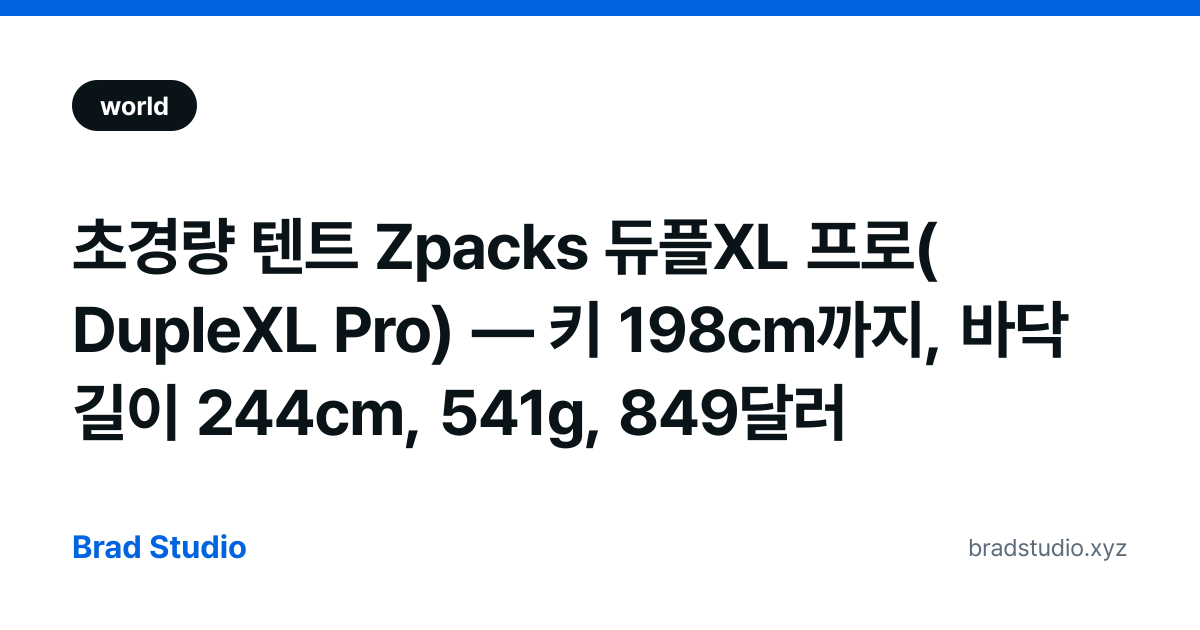 world
초경량 텐트 Zpacks 듀플XL 프로(
DupleXL Pro) — 키 198cm까지, 바닥
길이 244cm, 541g, 849달러
Brad Studio
bradstudio.xyz